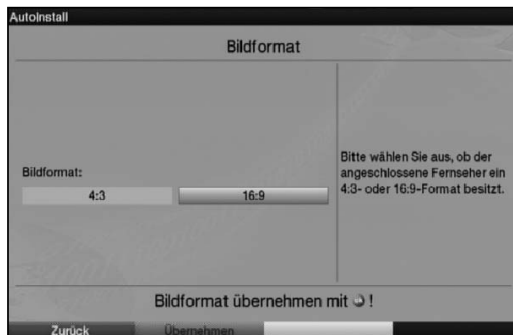 Autoinstall
Bildformat
Bildformat:
4:3 16:9
Bitte wählen Sie aus, ob der
angeschlossene Fernseher ein
4:3- oder 16:9-Format besitzt.
Bildformat übernehmen mit !
Zurück Übernehmen